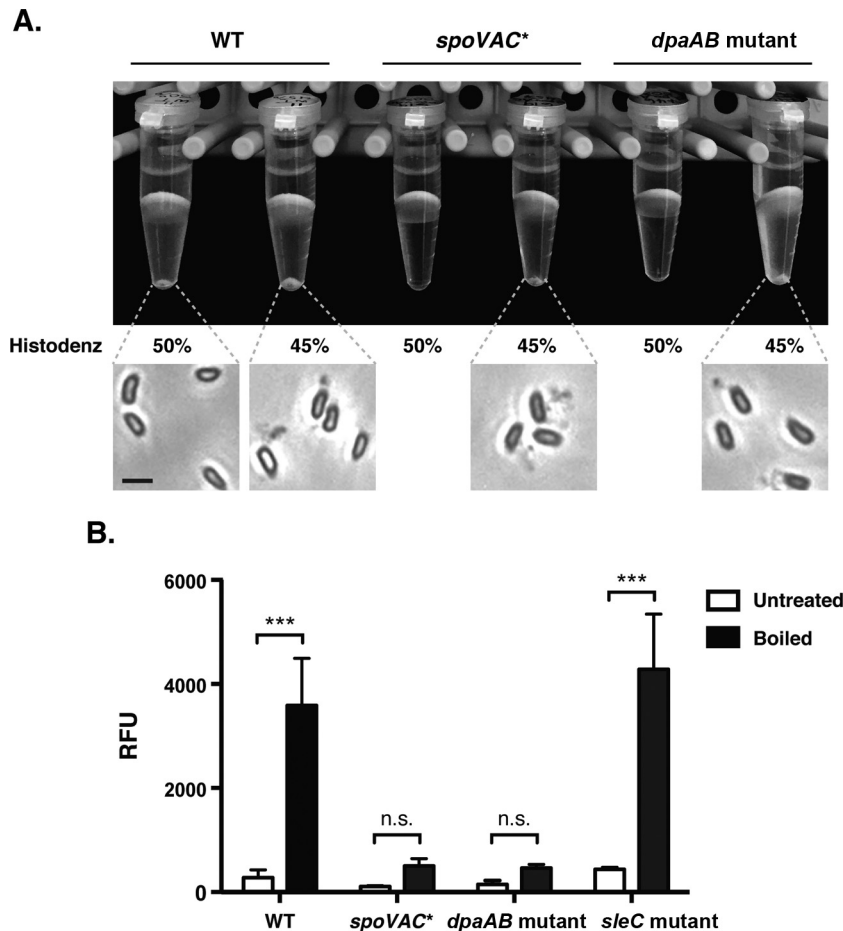 A.
WT spoVAC* dpaAB mutant
Histodenz 50% 45% 50% 45% 50% 45%
B.
6000
4000
2000
0
RFU
*** n.s. n.s. ***
Untreated
Boiled
WT spoVAC* dpaAB mutant sleC mutant